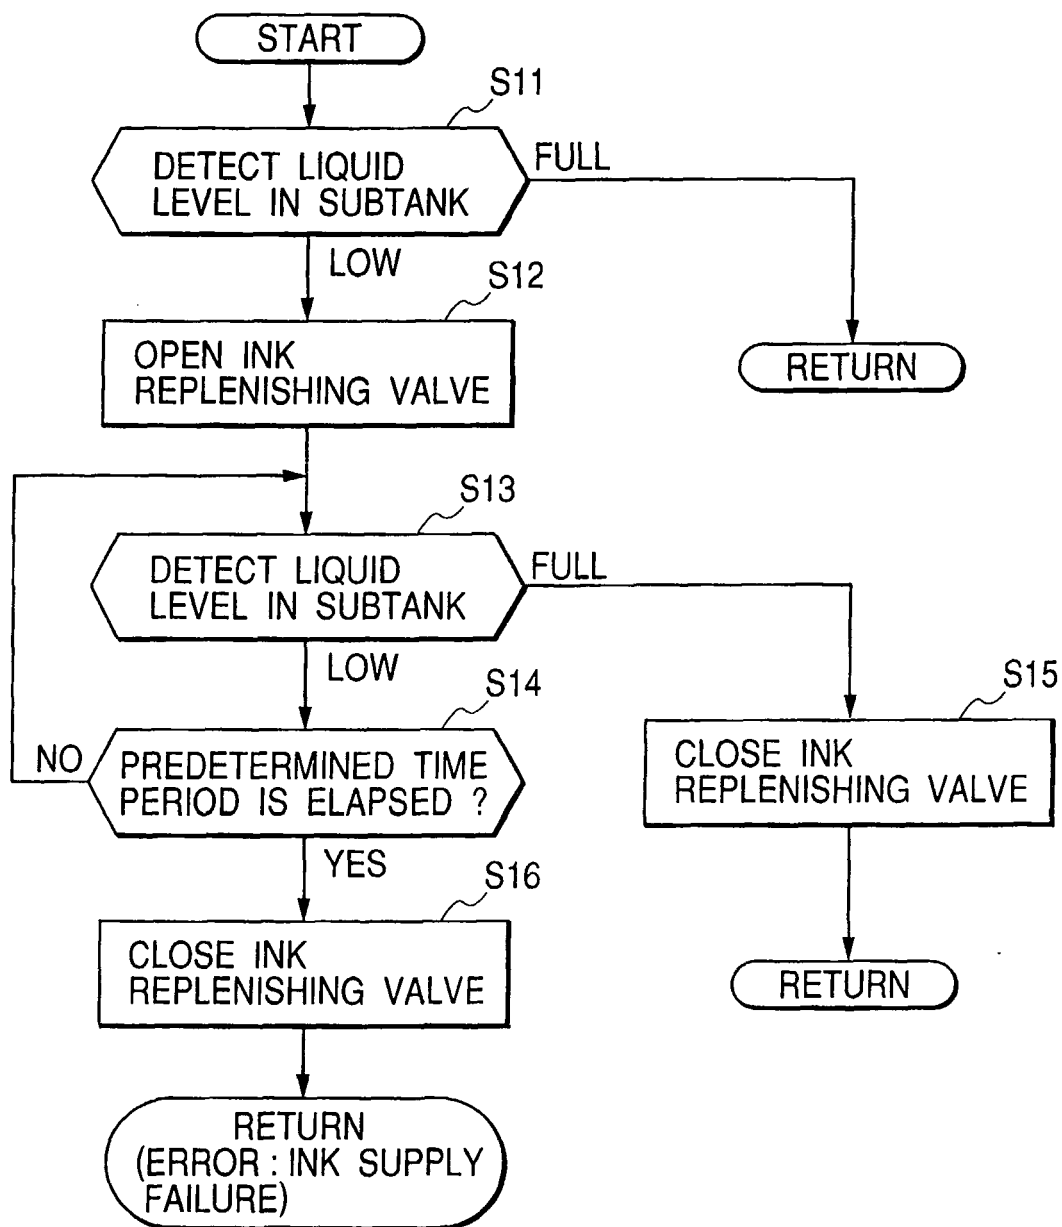 START
S11
DETECT LIQUID
LEVEL IN SUBTANK
FULL
LOW
S12
OPEN INK
REPLENISHING VALVE
RETURN
S13
DETECT LIQUID
LEVEL IN SUBTANK
FULL
LOW
S14
S15
NO
PREDETERMINED TIME
PERIOD IS ELAPSED ?
CLOSE INK
REPLENISHING VALVE
YES
S16
CLOSE INK
REPLENISHING VALVE
RETURN
RETURN
(ERROR : INK SUPPLY
FAILURE)